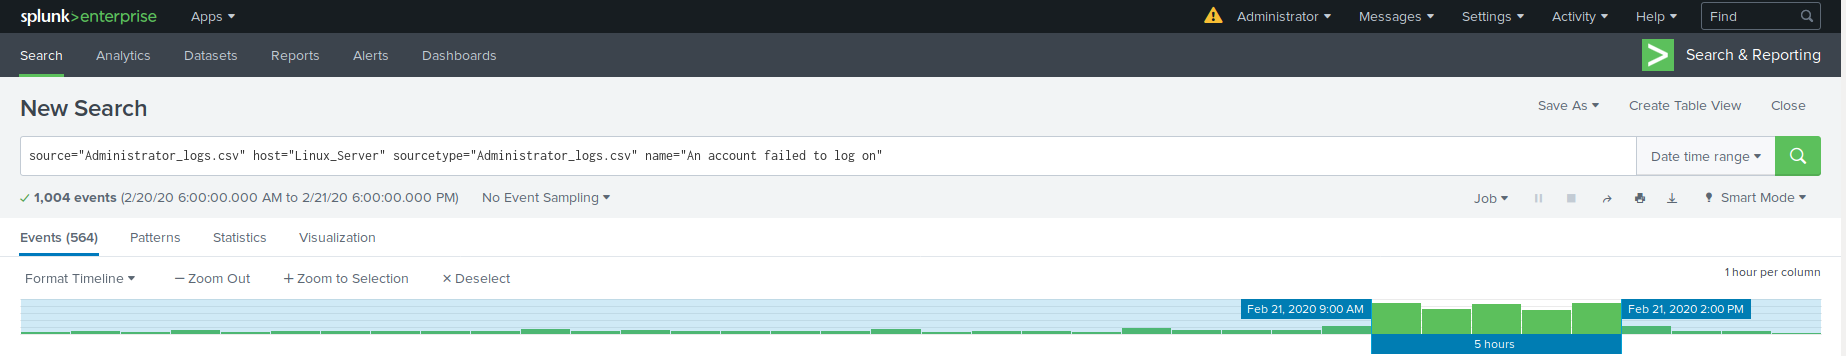 splunk>enterprise Apps Administrator Messages Settings Activity Help Find
Search Analytics Datasets Reports Alerts Dashboards Search & Reporting
New Search Save As Create Table View Close
source="Administrator_logs.csv" host="Linux_Server" sourcetype="Administrator_logs.csv" name="An account failed to log on" Date time range
1,004 events (2/20/20 6:00:00.000 AM to 2/21/20 6:00:00.000 PM) No Event Sampling Job Smart Mode
Events (564) Patterns Statistics Visualization
Format Timeline — Zoom Out + Zoom to Selection × Deselect 1 hour per column
Feb 21, 2020 9:00 AM Feb 21, 2020 2:00 PM
5 hours